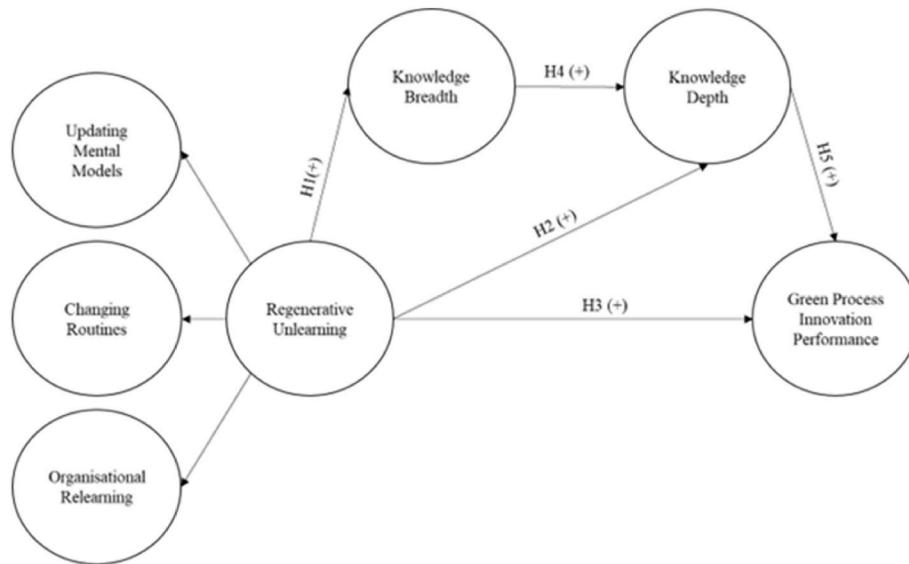 Knowledge
Breadth
H4 (+)
Knowledge
Depth
Updating
Mental
Models
H1(+)
H2 (+)
H5 (+)
Changing
Routines
Regenerative
Unlearning
H3 (+)
Green Process
Innovation
Performance
Organisational
Relearning